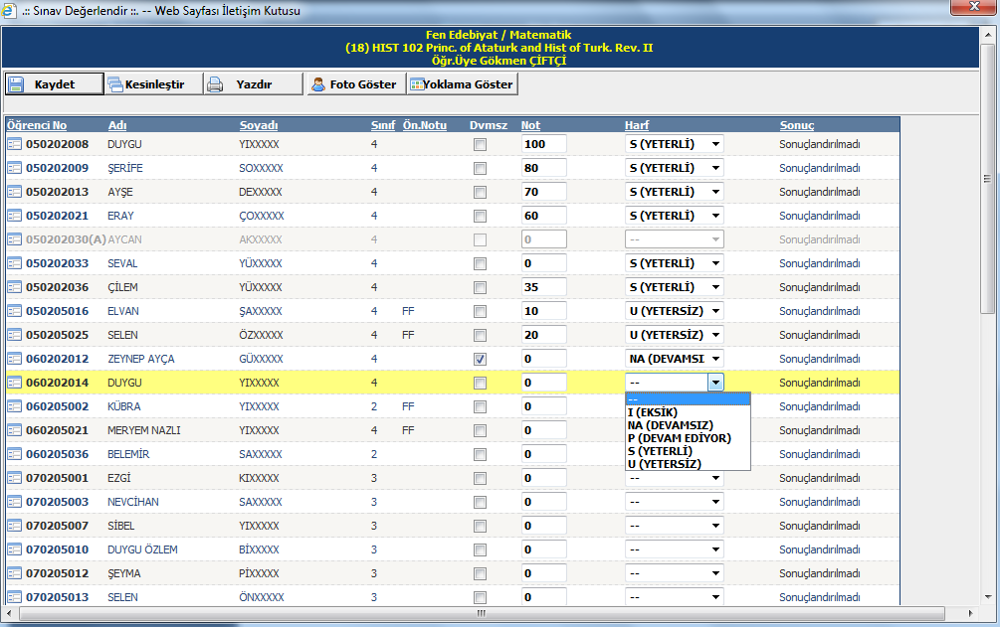 .:: Sınav Değerlendir ::. -- Web Sayfası İletişim Kutusu
Fen Edebiyat / Matematik
(18) HIST 102 Princ. of Ataturk and Hist of Turk. Rev. II
Öğr.Üye Gökmen ÇİFTÇİ
Kaydet Kesinleştir Yazdır Foto Göster Yoklama Göster
Öğrenci No Adı Soyadı Sınıf Ön.Notu Dvmsz Not Harf Sonuç
050202008 DUYGU YIXXXXX 4 100 S (YETERLİ) Sonuçlandırılmadı
050202009 ŞERİFE SOXXXXX 4 80 S (YETERLİ) Sonuçlandırılmadı
050202013 AYŞE DEXXXXX 4 70 S (YETERLİ) Sonuçlandırılmadı
050202021 ERAY ÇOXXXXX 4 60 S (YETERLİ) Sonuçlandırılmadı
050202030(A) AYCAN AKXXXXX 4 0 -- Sonuçlandırılmadı
050202033 SEVAL YÜXXXXX 4 0 S (YETERLİ) Sonuçlandırılmadı
050202036 ÇİLEM YÜXXXXX 4 35 S (YETERLİ) Sonuçlandırılmadı
050205016 ELVAN ŞAXXXXX 4 FF 10 U (YETERSİZ) Sonuçlandırılmadı
050205025 SELEN ÖZXXXXX 4 FF 20 U (YETERSİZ) Sonuçlandırılmadı
060202012 ZEYNEP AYÇA GÜXXXXX 4 0 NA (DEVAMSI Sonuçlandırılmadı
060202014 DUYGU YIXXXXX 4 0 -- Sonuçlandırılmadı
060205002 KÜBRA YIXXXXX 2 FF 0 Sonuçlandırılmadı
060205021 MERYEM NAZLI YIXXXXX 4 FF 0 Sonuçlandırılmadı
060205036 BELEMİR SAXXXXX 2 0 Sonuçlandırılmadı
--
I (EKSİK)
NA (DEVAMSIZ)
P (DEVAM EDİYOR)
S (YETERLİ)
U (YETERSİZ)
070205001 EZGİ KIXXXXX 3 0 -- Sonuçlandırılmadı
070205003 NEVCİHAN SAXXXXX 3 0 -- Sonuçlandırılmadı
070205007 SİBEL YIXXXXX 3 0 -- Sonuçlandırılmadı
070205010 DUYGU ÖZLEM BİXXXXX 3 0 -- Sonuçlandırılmadı
070205012 ŞEYMA PİXXXXX 3 0 -- Sonuçlandırılmadı
070205013 SELEN ÖNXXXXX 3 0 -- Sonuçlandırılmadı